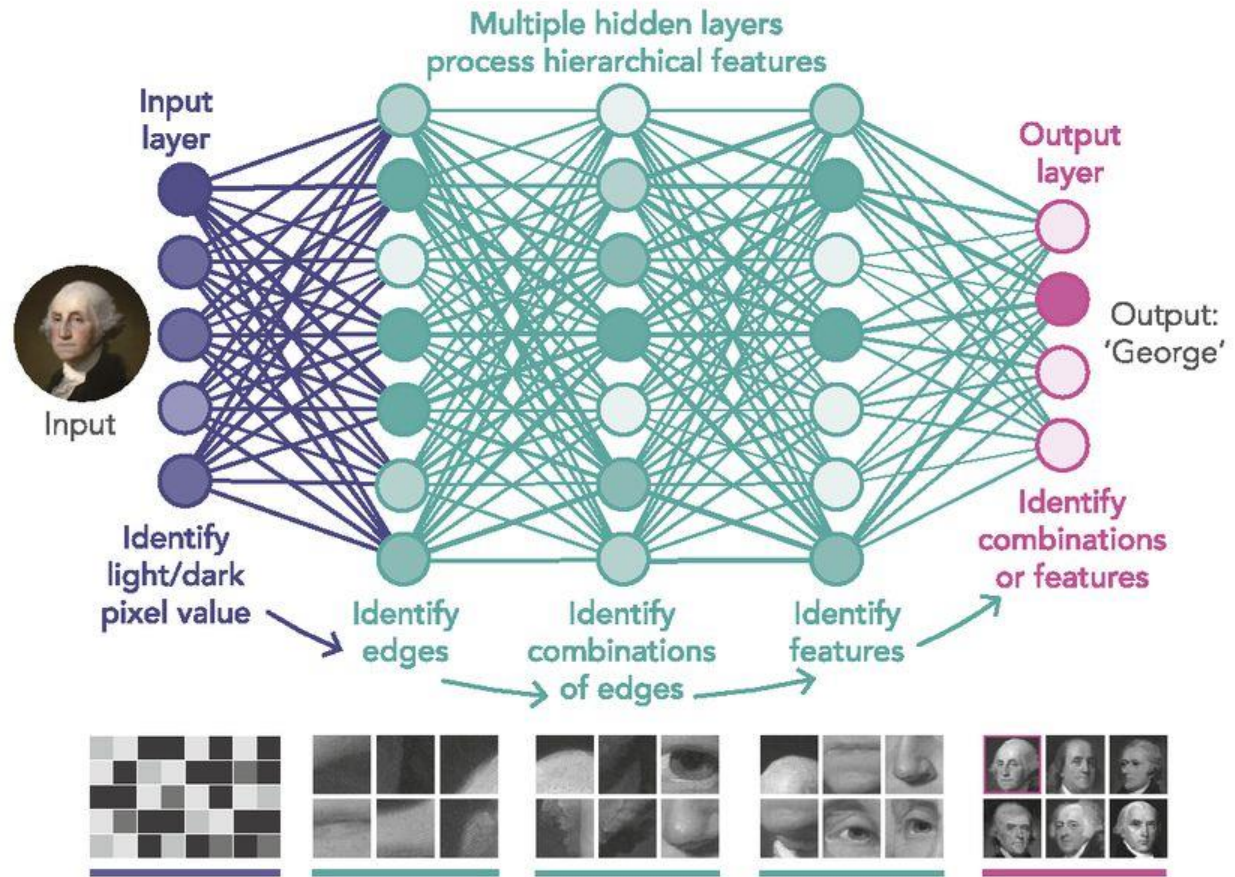 Multiple hidden layers
process hierarchical features
Input
layer
Output
layer
Input
Output:
'George'
Identify
light/dark
pixel value
Identify
edges
Identify
combinations
of edges
Identify
features
Identify
combinations
or features